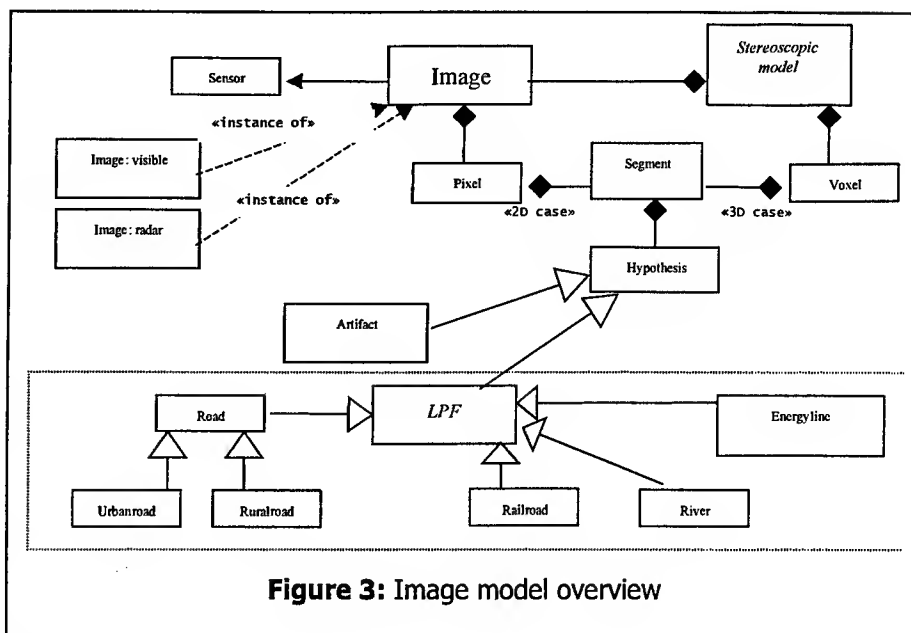 Stereoscopic
model
Image
Sensor
«instance of»
Image: visible
Segment
Pixel
Voxel
«instance of»
«2D case»
«3D case»
Image: radar
Hypothesis
Artifact
LPF
Road
Energyline
Urbanroad
Ruralroad
Railroad
River
Figure 3: Image model overview